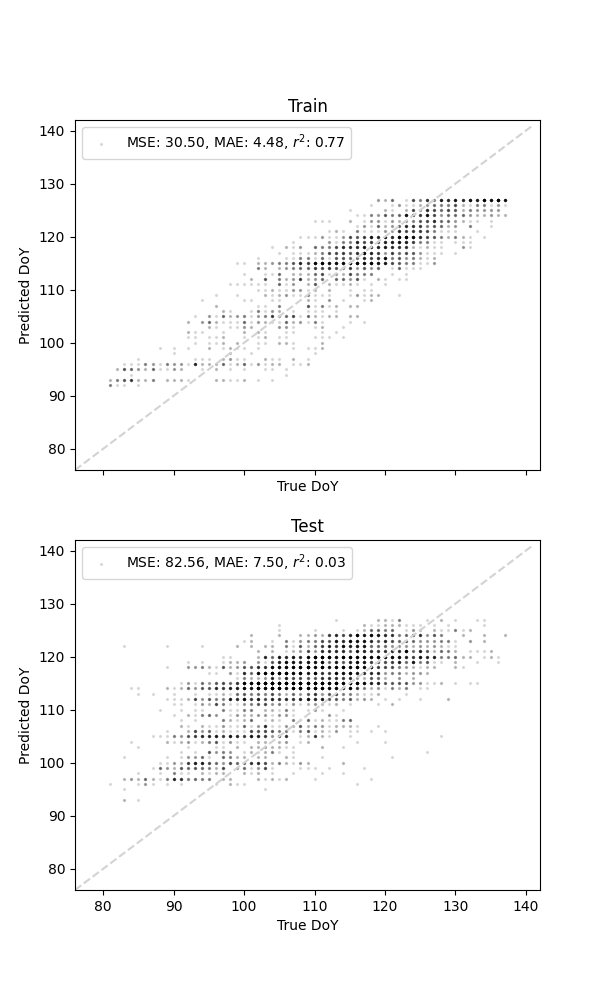 Train
140
MSE: 30.50, MAE: 4.48, r²: 0.77
130
120
110
100
90
80
Predicted DoY
True DoY
Test
140
MSE: 82.56, MAE: 7.50, r²: 0.03
130
120
110
100
90
80
Predicted DoY
80 90 100 110 120 130 140
True DoY